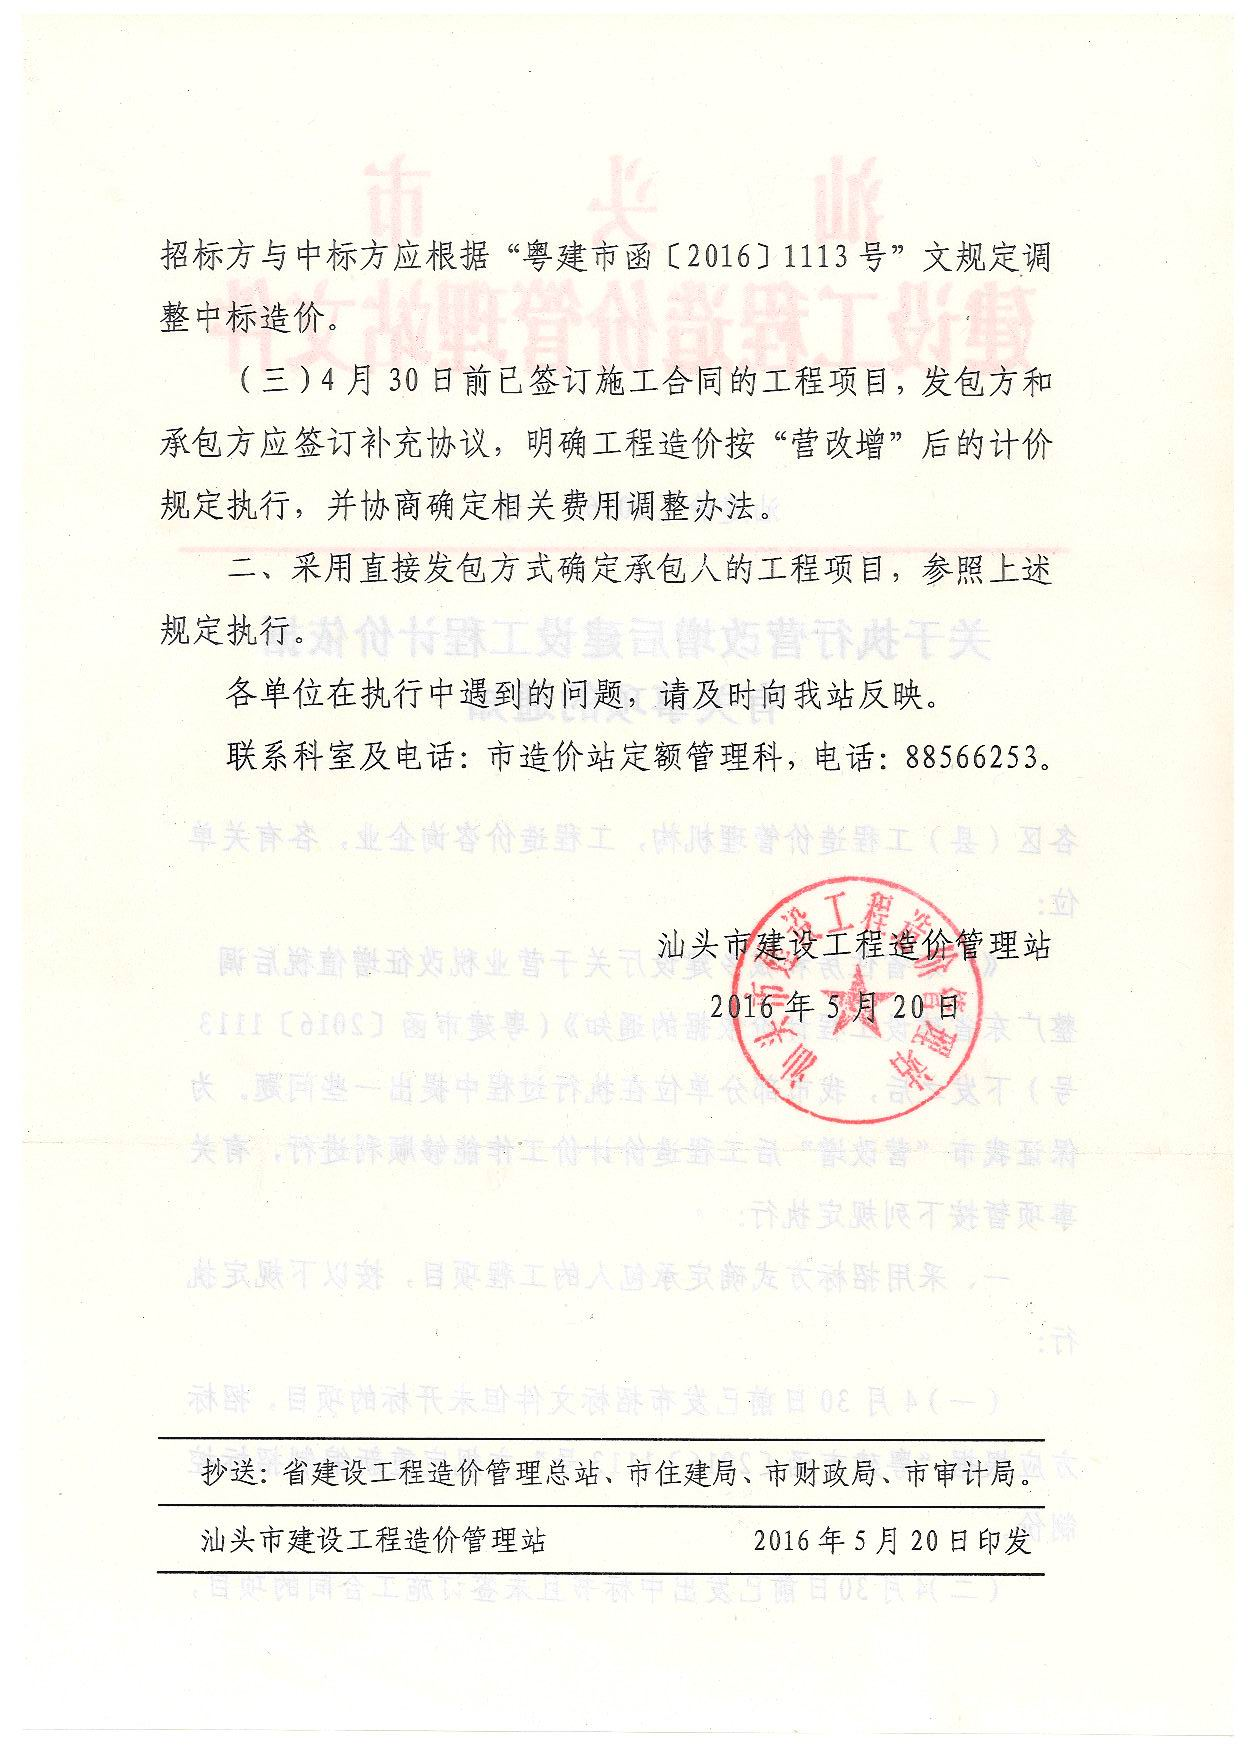 招标方与中标方应根据“粤建市函〔2016〕1113号”文规定调
整中标造价。
（三）4月30日前已签订施工合同的工程项目，发包方和
承包方应签订补充协议，明确工程造价按“营改增”后的计价
规定执行，并协商确定相关费用调整办法。
二、采用直接发包方式确定承包人的工程项目，参照上述
规定执行。
各单位在执行中遇到的问题，请及时向我站反映。
联系科室及电话：市造价站定额管理科，电话：88566253。
汕头市建设工程造价管理站
2016年5月20日
汕头市建设工程造价管理站
抄送：省建设工程造价管理总站、市住建局、市财政局、市审计局。
汕头市建设工程造价管理站 2016年5月20日印发